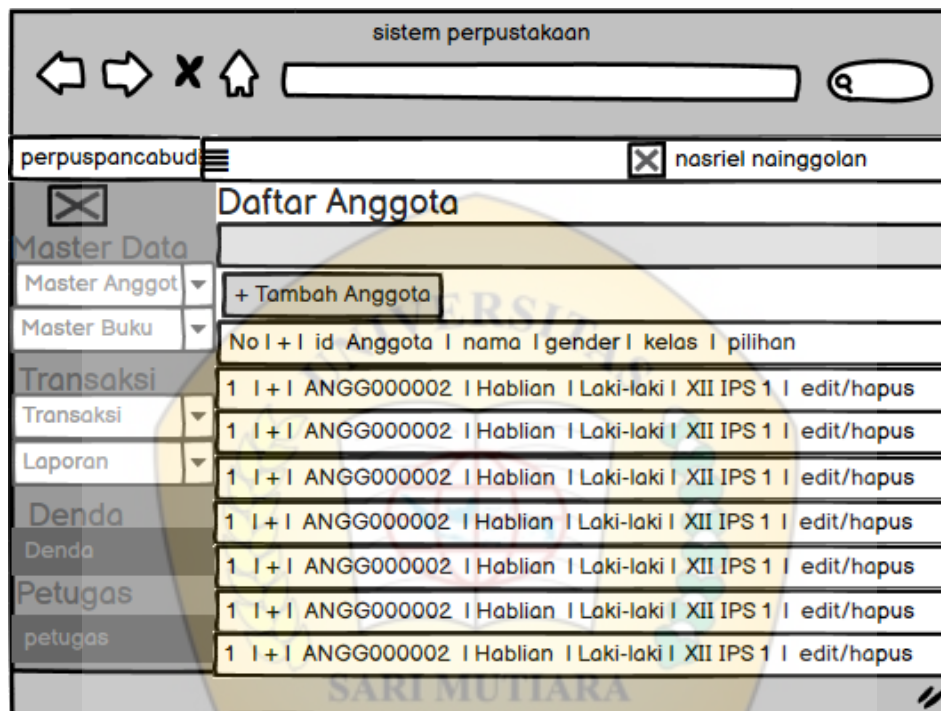 sistem perpustakaan
perpuspancabudi
nasriel nainggolan
Master Data
Master Anggot
Master Buku
Transaksi
Transaksi
Laporan
Denda
Denda
Petugas
petugas
Daftar Anggota
+ Tambah Anggota
No | + | id Anggota | nama | gender | kelas | pilihan
1 | + | ANGG000002 | Hablian | Laki-laki | XII IPS 1 | edit/hapus
1 | + | ANGG000002 | Hablian | Laki-laki | XII IPS 1 | edit/hapus
1 | + | ANGG000002 | Hablian | Laki-laki | XII IPS 1 | edit/hapus
1 | + | ANGG000002 | Hablian | Laki-laki | XII IPS 1 | edit/hapus
1 | + | ANGG000002 | Hablian | Laki-laki | XII IPS 1 | edit/hapus
1 | + | ANGG000002 | Hablian | Laki-laki | XII IPS 1 | edit/hapus
1 | + | ANGG000002 | Hablian | Laki-laki | XII IPS 1 | edit/hapus
UNIVERSITAS
SARI MUTIARA